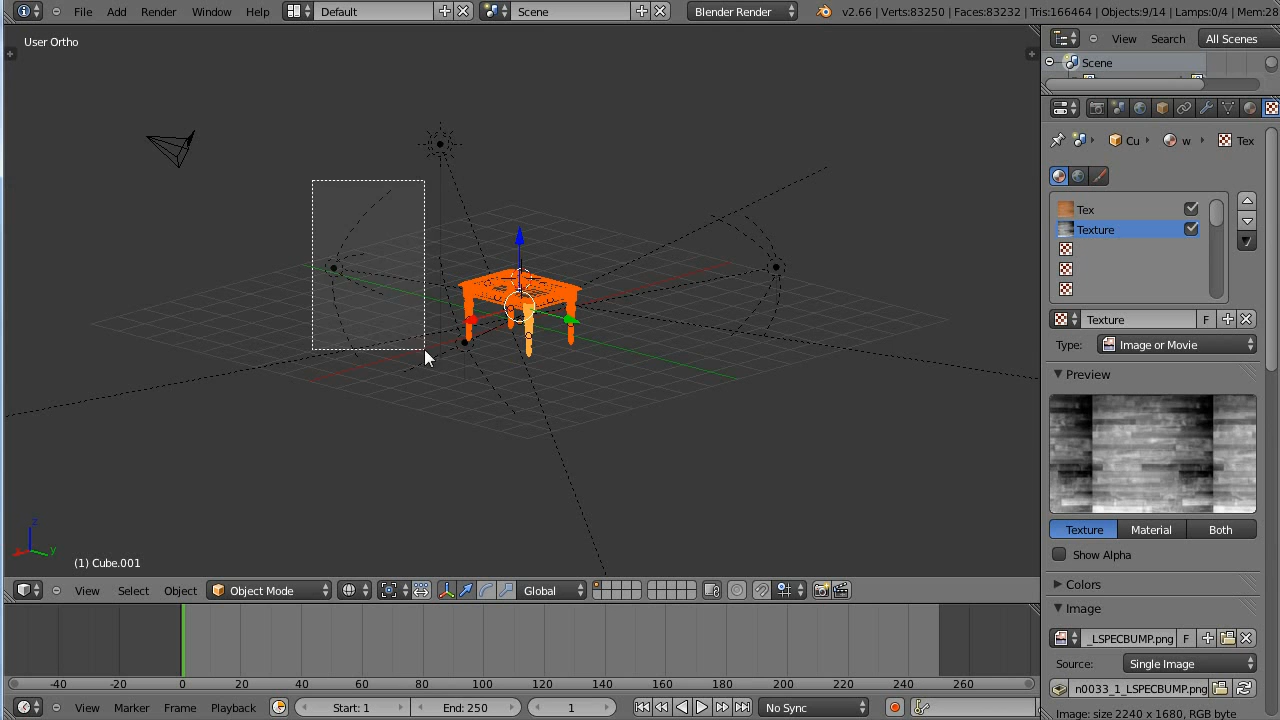 File Add Render Window Help Default Scene Blender Render v2.66 | Verts:83250 | Faces:83232 | Tris:166464 | Objects:9/14 | Lamps:0/4 | Mem:28
User Ortho
View Search All Scenes
Scene
Cu w Tex
Tex
Texture
Texture F
Type: Image or Movie
Preview
Texture Material Both
Show Alpha
Colors
Image
_LSPECBUMP.png F
Source: Single Image
n0033_1_LSPECBUMP.png
Image: size 2240 x 1680, RGB byte
z
y
(1) Cube.001
View Select Object Object Mode Global
-40 -20 0 20 40 60 80 100 120 140 160 180 200 220 240 260
View Marker Frame Playback Start: 1 End: 250 1 No Sync